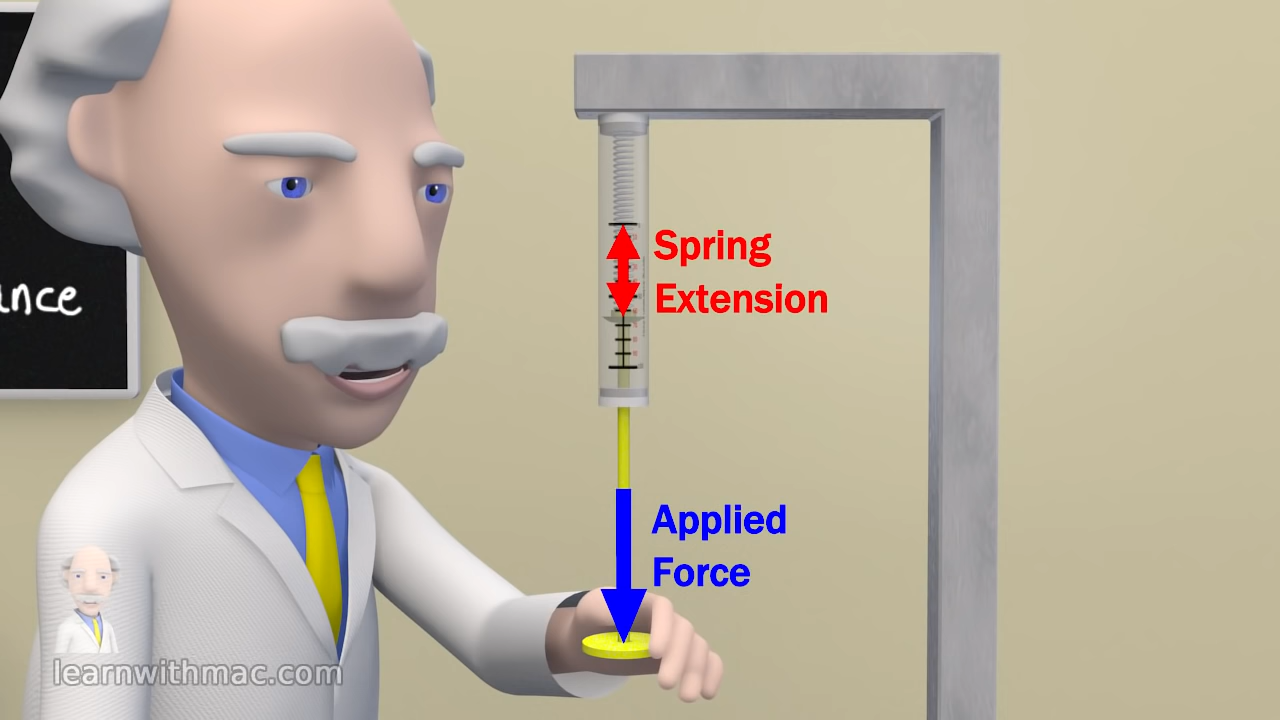 ance
Spring
Extension
Applied
Force
learnwithmac.com